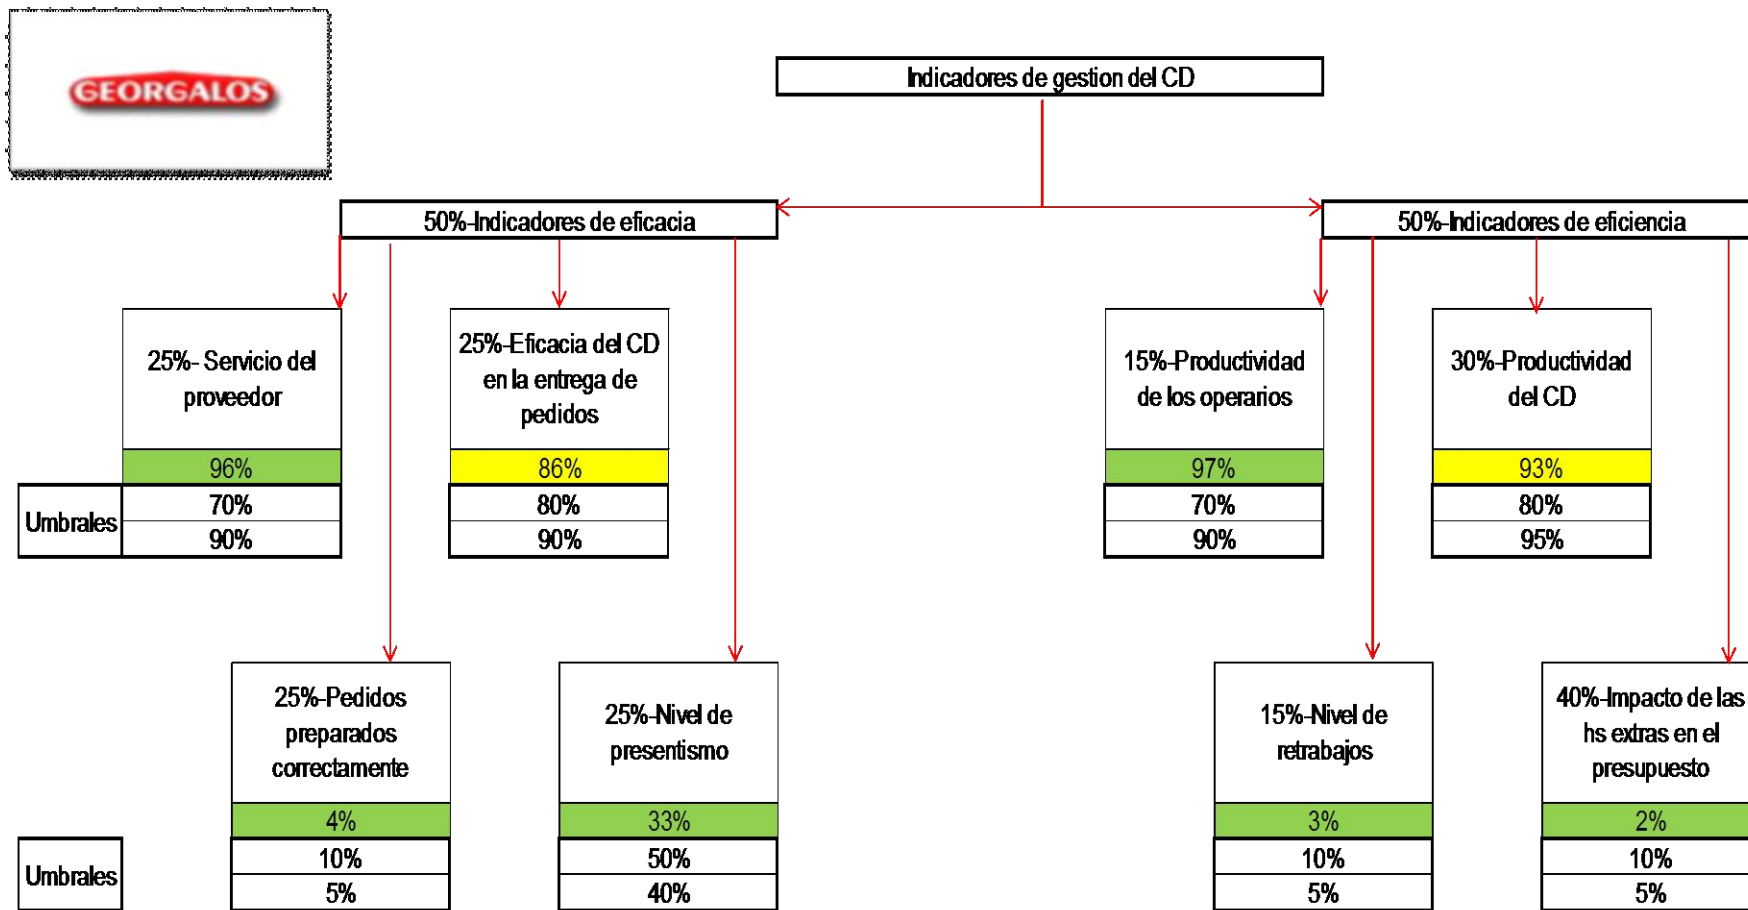 GEORGALOS
Indicadores de gestion del CD
50%-Indicadores de eficacia
50%-Indicadores de eficiencia
25%- Servicio del
proveedor
96%
70%
90%
25%-Eficacia del CD
en la entrega de
pedidos
86%
80%
90%
15%-Productividad
de los operarios
97%
70%
90%
30%-Productividad
del CD
93%
80%
95%
Umbrales
25%-Pedidos
preparados
correctamente
4%
10%
5%
25%-Nivel de
presentismo
33%
50%
40%
15%-Nivel de
retrabajos
3%
10%
5%
40%-Impacto de las
hs extras en el
presupuesto
2%
10%
5%
Umbrales